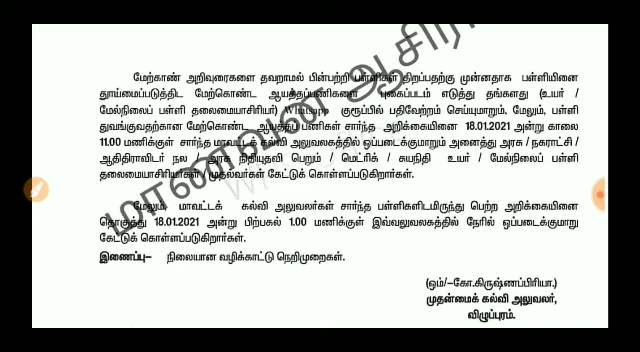 மேற்காண் அறிவுரைகளை தவறாமல் பின்பற்றி பள்ளிகள் திறப்பதற்கு முன்னதாக பள்ளியினை
தூய்மைப்படுத்திட மேற்கொண்ட ஆயத்தப்பணிகளை புகைப்படம் எடுத்து தங்களது (உயர் /
மேல்நிலைப் பள்ளி தலைமையாசிரியர்) Whatsapp குரூப்பில் பதிவேற்றம் செய்யுமாறும், மேலும், பள்ளி
துவங்குவதற்கான மேற்கொண்ட ஆயத்தப் பணிகள் சார்ந்த அறிக்கையினை 18.01.2021 அன்று காலை
11.00 மணிக்குள் சார்ந்த மாவட்டக் கல்வி அலுவலகத்தில் ஒப்படைக்குமாறும் அனைத்து அரசு / நகராட்சி /
ஆதிதிராவிடர் நல / அரசு நிதியுதவி பெறும் / மெட்ரிக் / சுயநிதி உயர் / மேல்நிலைப் பள்ளி
தலைமையாசிரியர்கள் / முதல்வர்கள் கேட்டுக் கொள்ளப்படுகிறார்கள்.
மேலும், மாவட்டக் கல்வி அலுவலர்கள் சார்ந்த பள்ளிகளிடமிருந்து பெற்ற அறிக்கையினை
தொகுத்து 18.01.2021 அன்று பிற்பகல் 1.00 மணிக்குள் இவ்வலுவலகத்தில் நேரில் ஒப்படைக்குமாறு
கேட்டுக் கொள்ளப்படுகிறார்கள்.
இணைப்பு– நிலையான வழிக்காட்டு நெறிமுறைகள்.
(ஒம்/–கோ.கிருஷ்ணப்பிரியா.)
முதன்மைக் கல்வி அலுவலர்,
விழுப்புரம்.
மாணவன் ஆசிரி